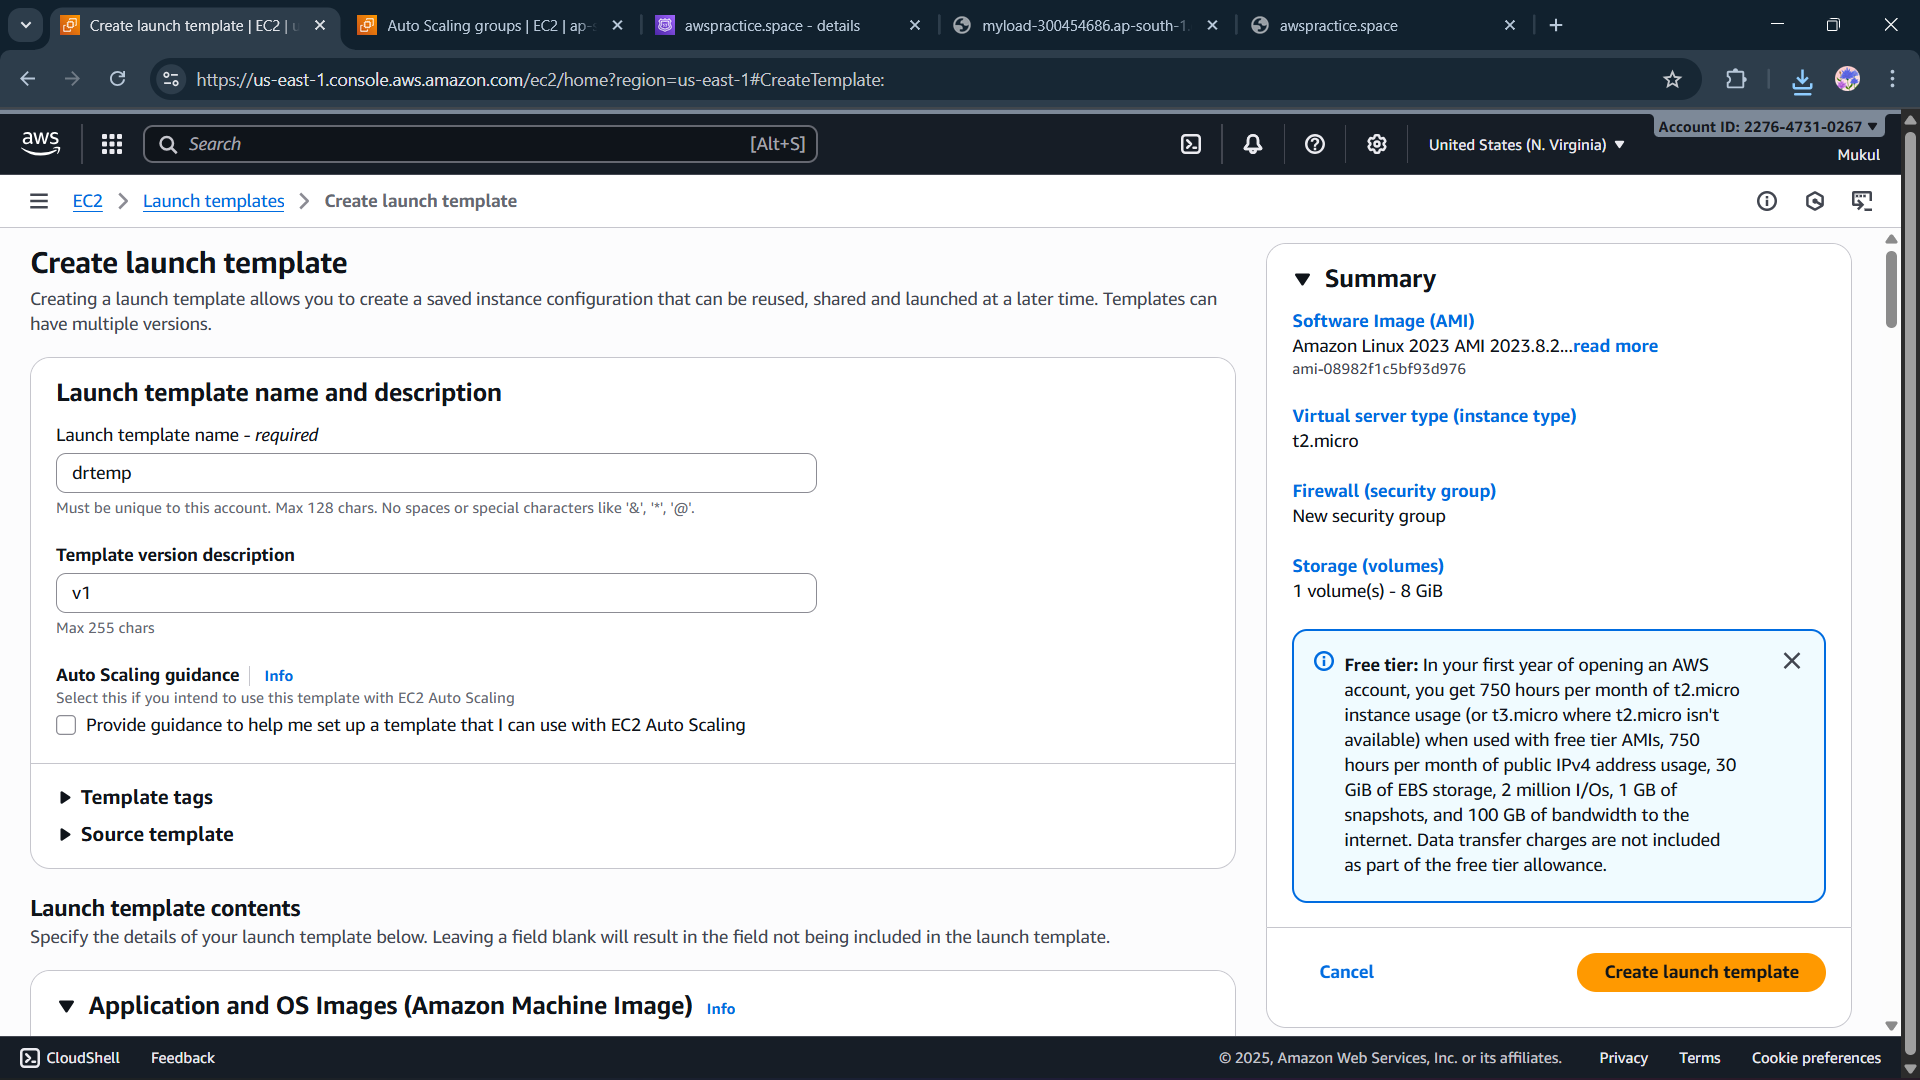 Create launch template | EC2 | u
Auto Scaling groups | EC2 | ap-s
awspractice.space - details
myload-300454686.ap-south-1.
awspractice.space
https://us-east-1.console.aws.amazon.com/ec2/home?region=us-east-1#CreateTemplate:
aws
Search
[Alt+S]
United States (N. Virginia)
Account ID: 2276-4731-0267
Mukul
EC2
Launch templates
Create launch template
Create launch template
Creating a launch template allows you to create a saved instance configuration that can be reused, shared and launched at a later time. Templates can
have multiple versions.
Launch template name and description
Launch template name - required
drtemp
Must be unique to this account. Max 128 chars. No spaces or special characters like '&', '*', '@'.
Template version description
v1
Max 255 chars
Auto Scaling guidance
Info
Select this if you intend to use this template with EC2 Auto Scaling
Provide guidance to help me set up a template that I can use with EC2 Auto Scaling
Template tags
Source template
Launch template contents
Specify the details of your launch template below. Leaving a field blank will result in the field not being included in the launch template.
Application and OS Images (Amazon Machine Image)
Info
Summary
Software Image (AMI)
Amazon Linux 2023 AMI 2023.8.2...read more
ami-08982f1c5bf93d976
Virtual server type (instance type)
t2.micro
Firewall (security group)
New security group
Storage (volumes)
1 volume(s) - 8 GiB
Free tier: In your first year of opening an AWS
account, you get 750 hours per month of t2.micro
instance usage (or t3.micro where t2.micro isn't
available) when used with free tier AMIs, 750
hours per month of public IPv4 address usage, 30
GiB of EBS storage, 2 million I/Os, 1 GB of
snapshots, and 100 GB of bandwidth to the
internet. Data transfer charges are not included
as part of the free tier allowance.
Cancel
Create launch template
CloudShell
Feedback
© 2025, Amazon Web Services, Inc. or its affiliates.
Privacy
Terms
Cookie preferences